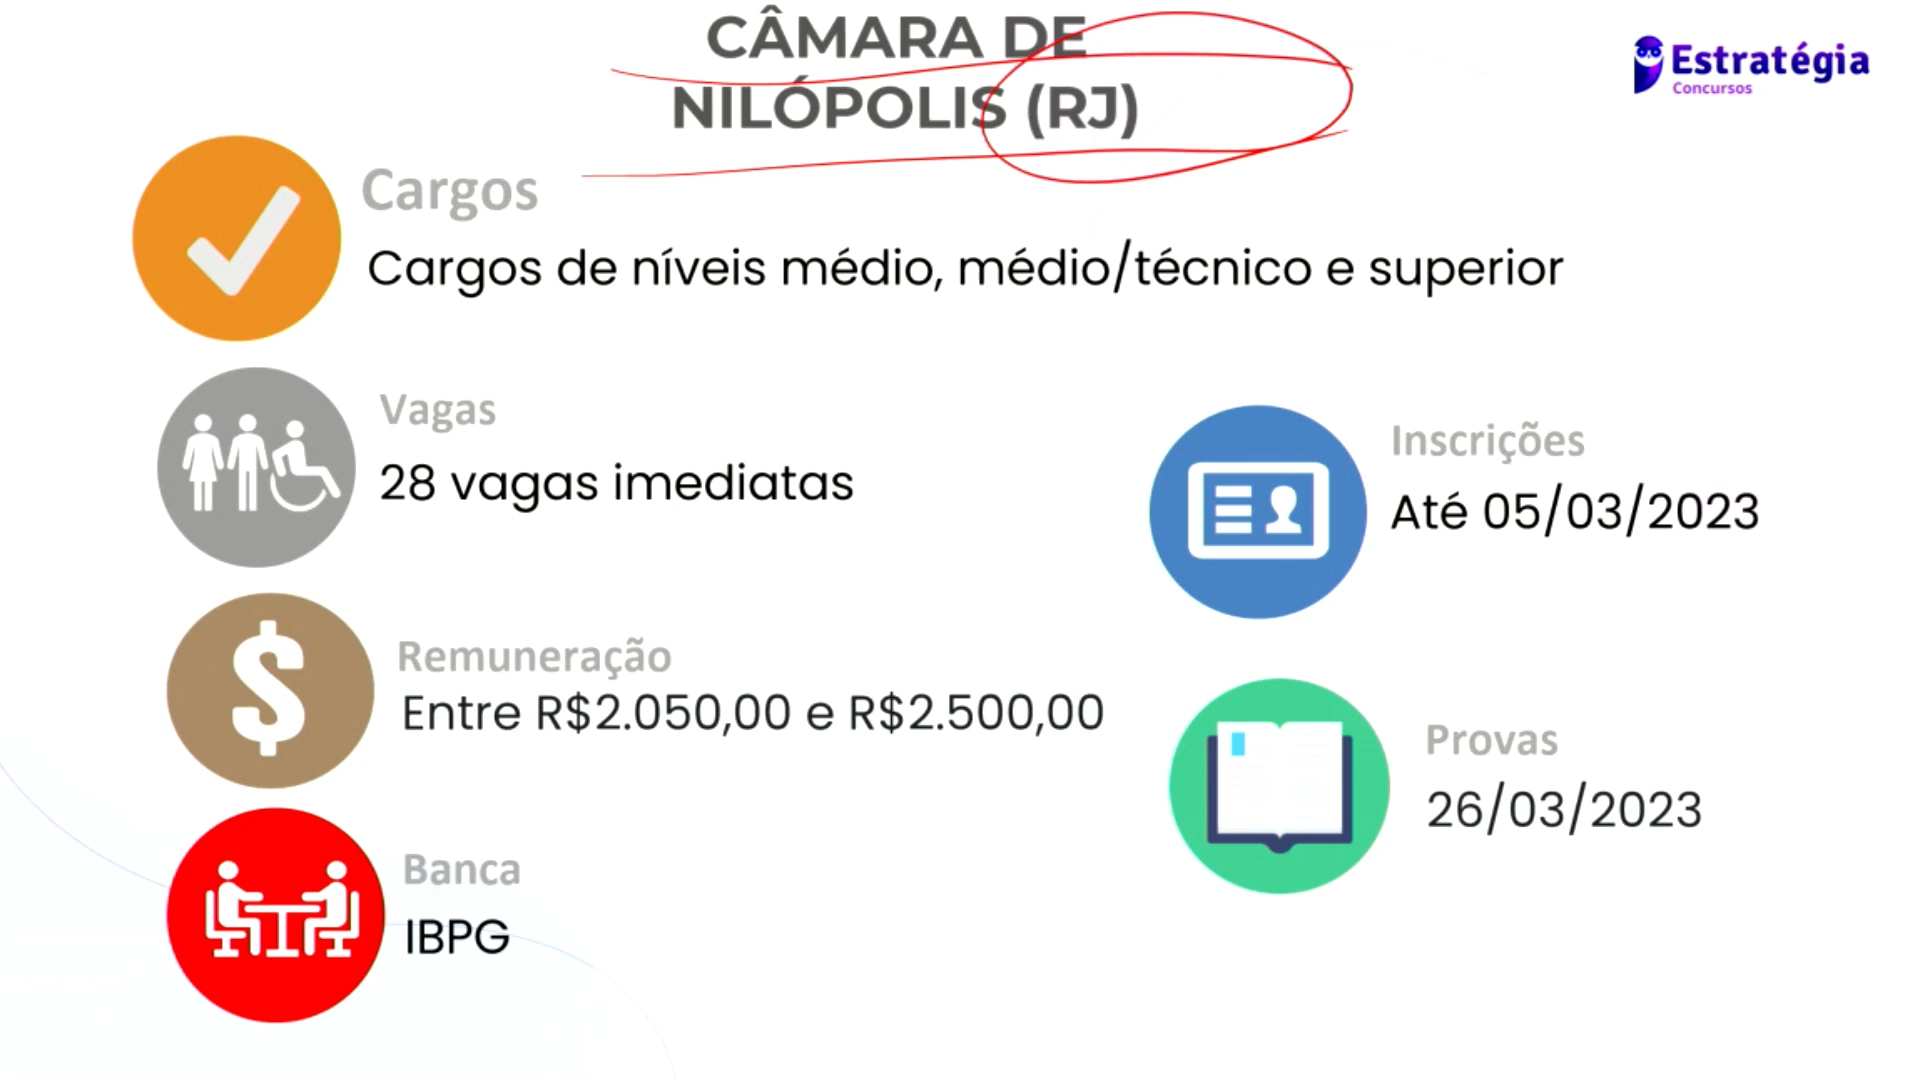 CÂMARA DE
NILÓPOLIS (RJ)
Estratégia
Concursos
Cargos
Cargos de níveis médio, médio/técnico e superior
Vagas
28 vagas imediatas
Inscrições
Até 05/03/2023
Remuneração
Entre R$2.050,00 e R$2.500,00
Provas
26/03/2023
Banca
IBPG